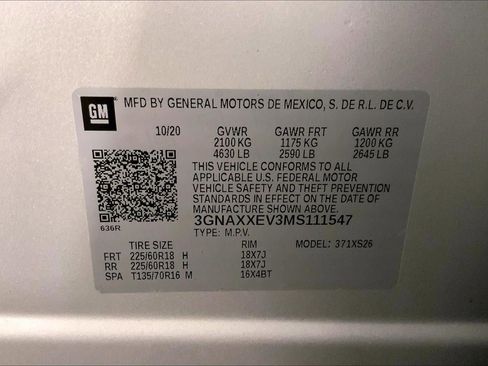 GM
MFD BY GENERAL MOTORS DE MEXICO, S. DE R.L. DE C.V.
10/20 GVWR GAWR FRT GAWR RR
2100 KG 1175 KG 1200 KG
4630 LB 2590 LB 2645 LB
THIS VEHICLE CONFORMS TO ALL
APPLICABLE U.S. FEDERAL MOTOR
VEHICLE SAFETY AND THEFT PREVENTION
STANDARDS IN EFFECT ON THE DATE OF
MANUFACTURE SHOWN ABOVE.
3GNAXXEV3MS111547
636R
TYPE: M.P.V.
TIRE SIZE RIM MODEL: 371XS26
FRT 225/60R18 H 18X7J
RR 225/60R18 H 18X7J
SPA T135/70R16 M 16X4BT